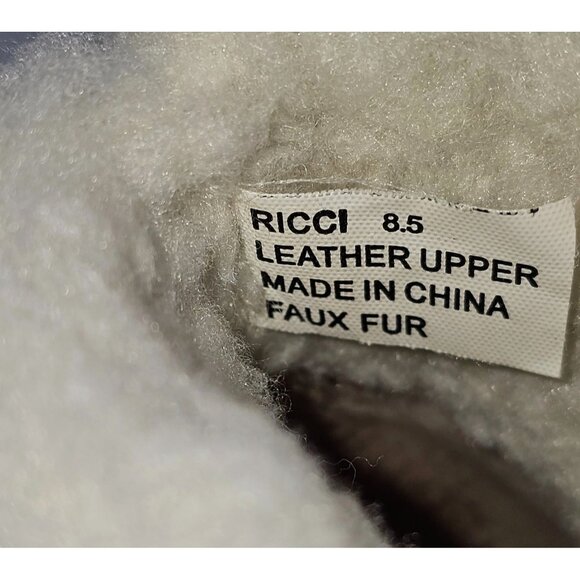 RICCI 8.5
LEATHER UPPER
MADE IN CHINA
FAUX FUR